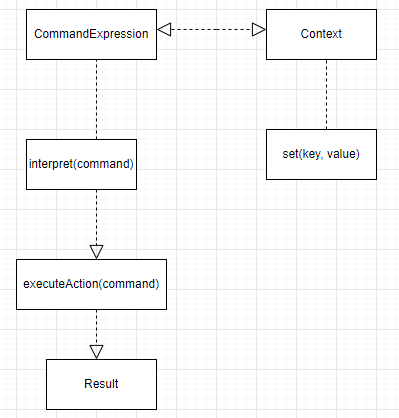 CommandExpression
Context
interpret(command)
set(key, value)
executeAction(command)
Result